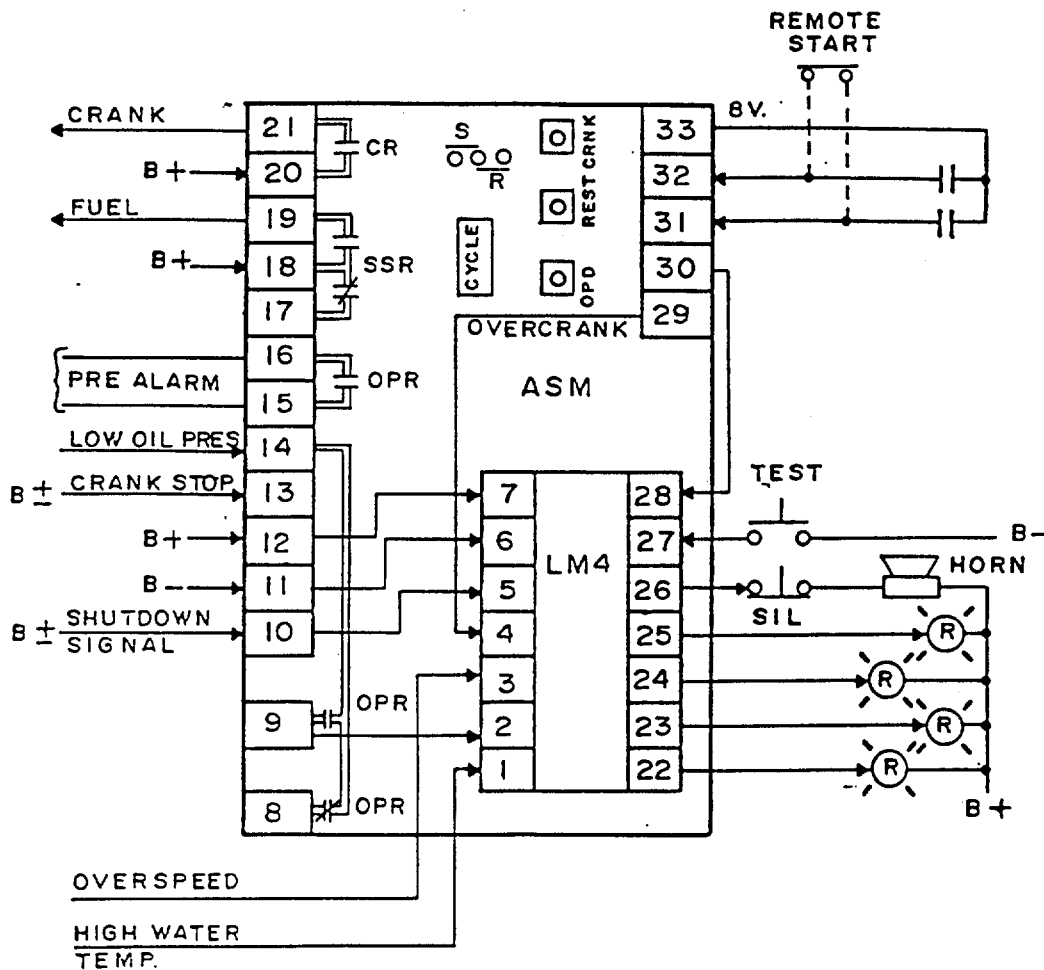 REMOTE
START
8V.
CRANK
B+
FUEL
B+
PRE ALARM
LOW OIL PRES
B± CRANK STOP
B+
B-
B± SHUTDOWN
SIGNAL
21
20
19
18
17
16
15
14
13
12
11
10
9
8
CR
SSR
OPR
OPR
OPR
S
R
CYCLE
REST CRNK
OPD
OVERCRANK
ASM
33
32
31
30
29
7
6
5
4
3
2
1
LM4
28
27
26
25
24
23
22
TEST
B-
HORN
SIL
R
R
R
R
B+
OVERSPEED
HIGH WATER
TEMP.